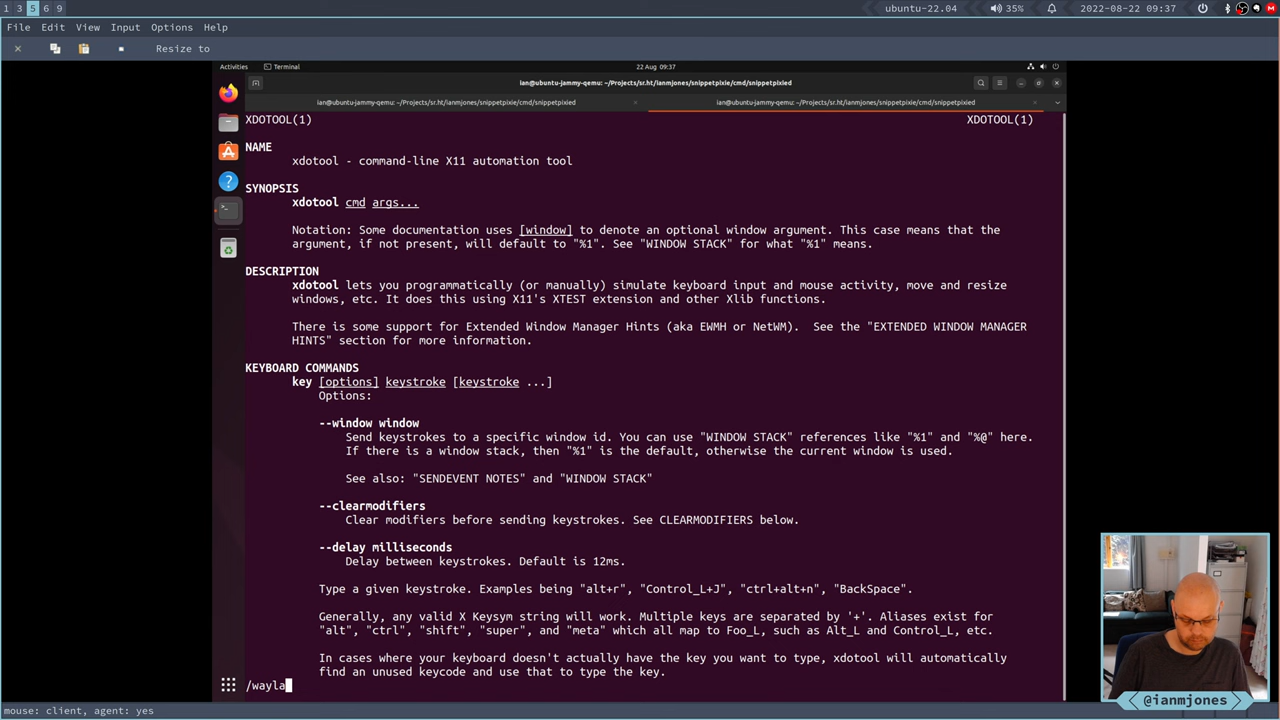 1 3 5 6 9
ubuntu-22.04
35%
2022-08-22 09:37
File Edit View Input Options Help
Resize to
Activities
Terminal
22 Aug 09:37
ian@ubuntu-jammy-qemu: ~/Projects/sr.ht/ianmjones/snippetpixie/cmd/snippetpixied
ian@ubuntu-jammy-qemu: ~/Projects/sr.ht/ianmjones/snippetpixie/cmd/snippetpixied
ian@ubuntu-jammy-qemu: ~/Projects/sr.ht/ianmjones/snippetpixie/cmd/snippetpixied
XDOTOOL(1) XDOTOOL(1)
NAME
xdotool - command-line X11 automation tool
SYNOPSIS
xdotool cmd args...
Notation: Some documentation uses [window] to denote an optional window argument. This case means that the
argument, if not present, will default to "%1". See "WINDOW STACK" for what "%1" means.
DESCRIPTION
xdotool lets you programmatically (or manually) simulate keyboard input and mouse activity, move and resize
windows, etc. It does this using X11's XTEST extension and other Xlib functions.
There is some support for Extended Window Manager Hints (aka EWMH or NetWM).  See the "EXTENDED WINDOW MANAGER
HINTS" section for more information.
KEYBOARD COMMANDS
key [options] keystroke [keystroke ...]
Options:
--window window
Send keystrokes to a specific window id. You can use "WINDOW STACK" references like "%1" and "%@" here.
If there is a window stack, then "%1" is the default, otherwise the current window is used.
See also: "SENDEVENT NOTES" and "WINDOW STACK"
--clearmodifiers
Clear modifiers before sending keystrokes. See CLEARMODIFIERS below.
--delay milliseconds
Delay between keystrokes. Default is 12ms.
Type a given keystroke. Examples being "alt+r", "Control_L+J", "ctrl+alt+n", "BackSpace".
Generally, any valid X Keysym string will work. Multiple keys are separated by '+'. Aliases exist for
"alt", "ctrl", "shift", "super", and "meta" which all map to Foo_L, such as Alt_L and Control_L, etc.
In cases where your keyboard doesn't actually have the key you want to type, xdotool will automatically
find an unused keycode and use that to type the key.
/wayla
@ianmjones
mouse: client, agent: yes